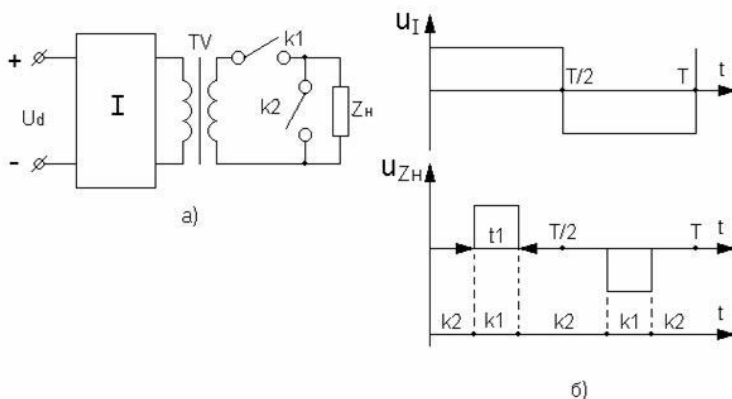 TV
k1
+
I
k2
Zн
Ud
-
а)
uI
T/2
T
t
uZн
t1
T/2
T
t
k2
k1
k2
k1
k2
t
б)